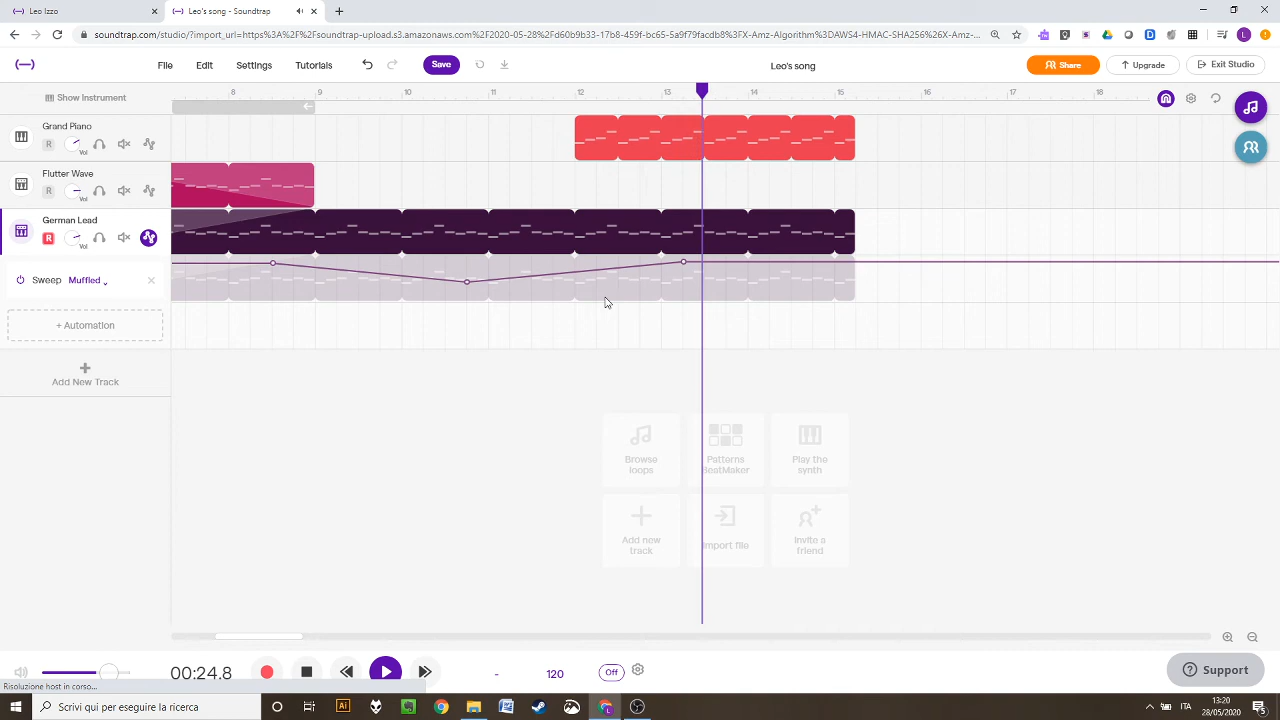 Leo Izzo
Leo's song - Soundtrap
soundtrap.com/studio/?import_url=https%3A%2F%2Fsoundtrap-upload.s3.amazonaws.com%2F2020-05-28%2Fd60b9b33-17b8-459f-bc65-5a9f79facdb8%3FX-Amz-Algorithm%3DAWS4-HMAC-SHA256%26X-Amz-...
File Edit Settings Tutorials Save Leo's song Share Upgrade Exit Studio
Show Instrument
8 9 10 11 12 13 14 15 16 17 18
Grand Piano
R Vol
Flutter Wave
R Vol
German Lead
R Vol
Sweep Muffled
+ Automation
Add New Track
Browse loops
Patterns BeatMaker
Play the synth
Add new track
Import file
Invite a friend
00:24.8 - 120 Off
Support
Risoluzione host in corso...
Scrivi qui per eseguire la ricerca
ITA
13:20
28/05/2020